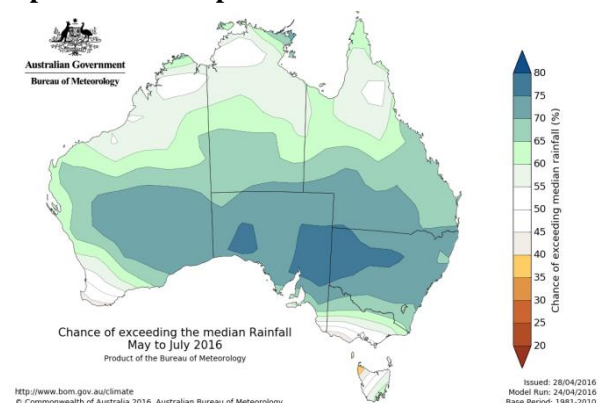 Australian Government
Bureau of Meteorology
80
75
70
65
60
55
50
45
40
35
30
25
20
Chance of exceeding median rainfall (%)
Chance of exceeding the median Rainfall
May to July 2016
Product of the Bureau of Meteorology
http://www.bom.gov.au/climate
© Commonwealth of Australia 2016, Australian Bureau of Meteorology
Issued: 28/04/2016
Model Run: 24/04/2016
Base Period: 1981-2010